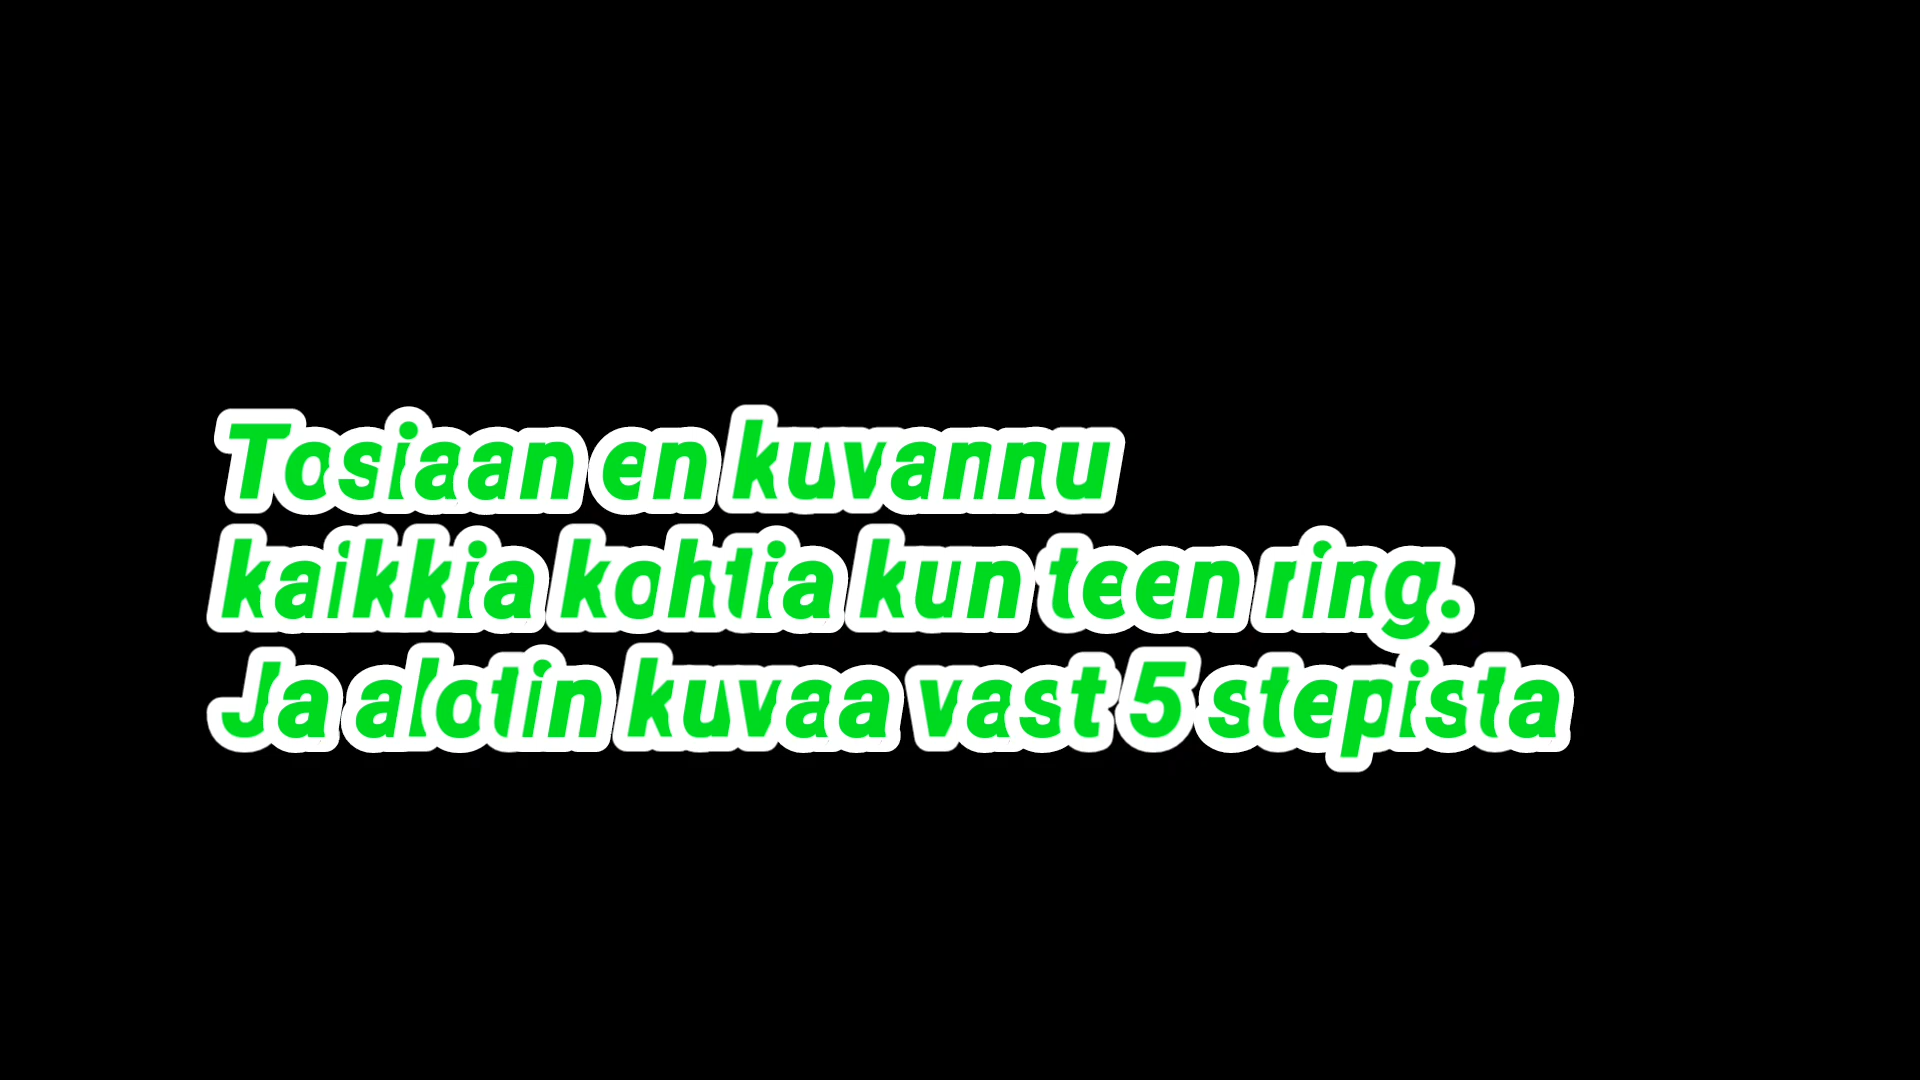 Tosiaan en kuvannu
kaikkia kohtia kun teen ring.
Ja alotin kuvaa vast 5 stepista